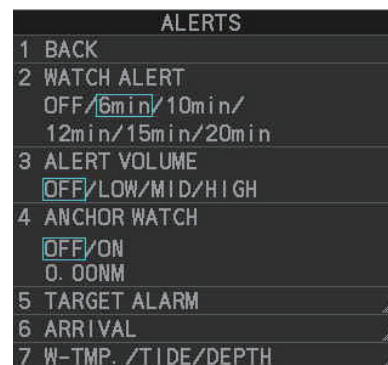 ALERTS
1 BACK
2 WATCH ALERT
OFF/6min/10min/
12min/15min/20min
3 ALERT VOLUME
OFF/LOW/MID/HIGH
4 ANCHOR WATCH
OFF/ON
0.00NM
5 TARGET ALARM
6 ARRIVAL
7 W-TMP./TIDE/DEPTH